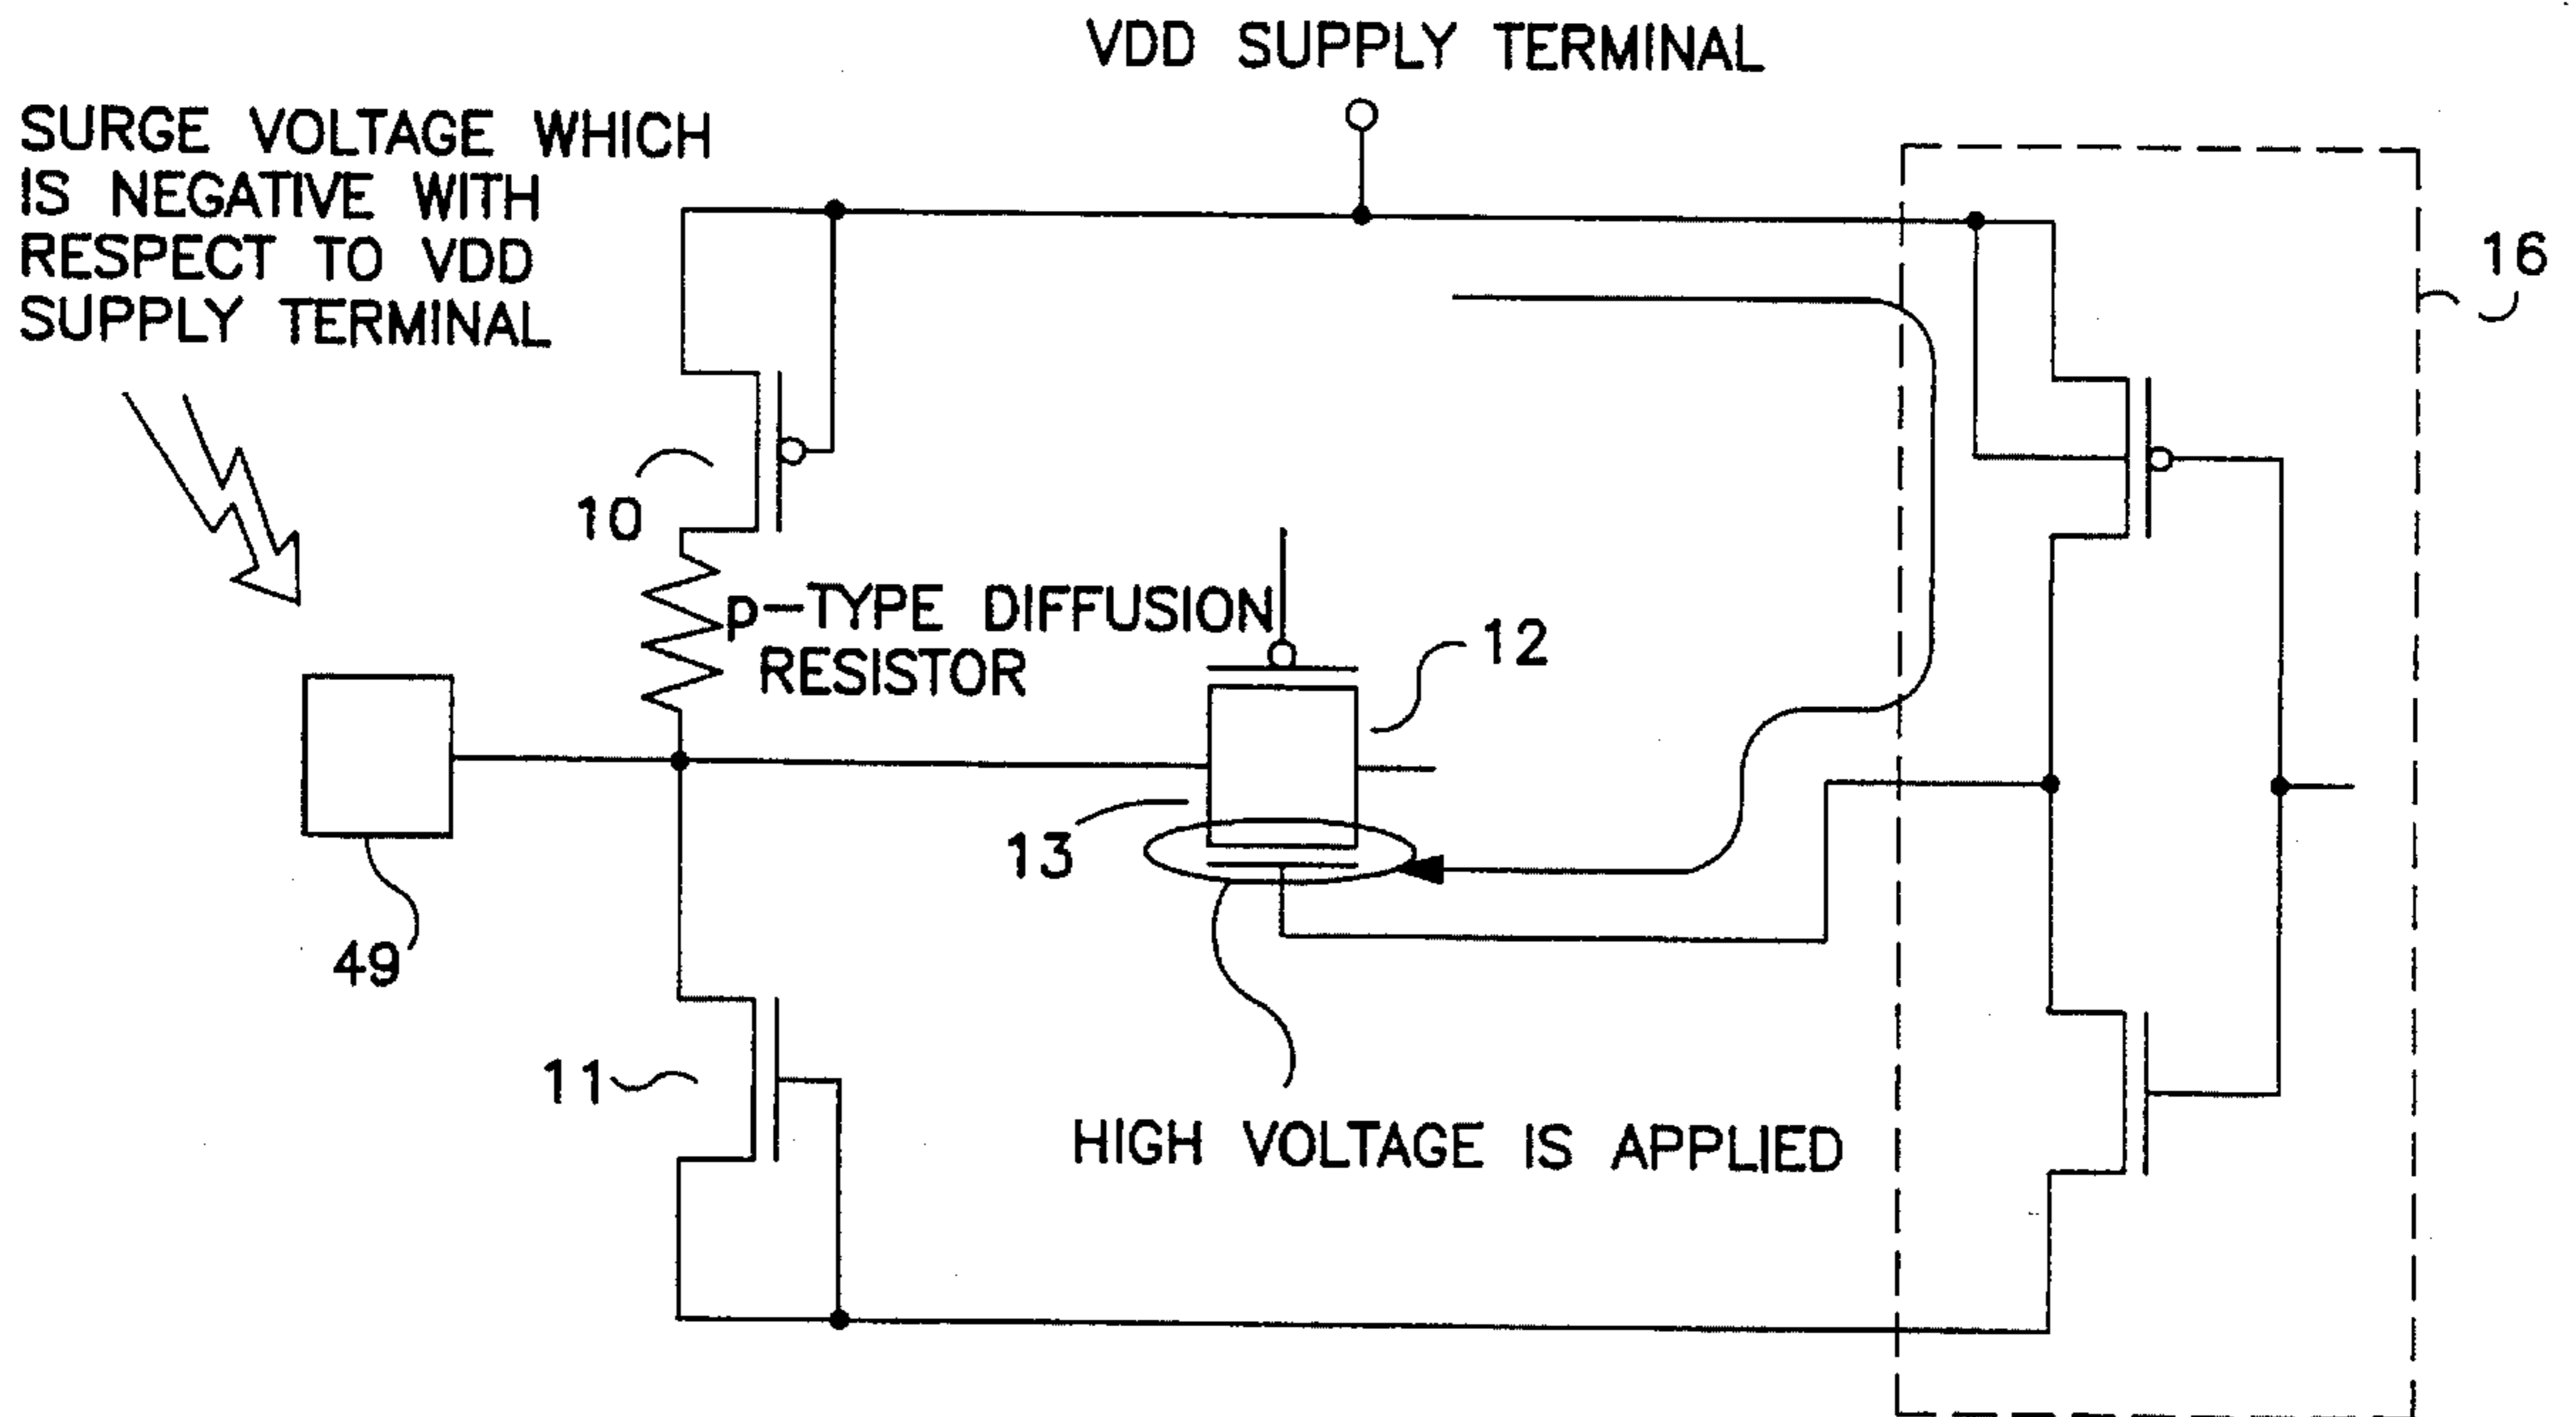 VDD SUPPLY TERMINAL
SURGE VOLTAGE WHICH
IS NEGATIVE WITH
RESPECT TO VDD
SUPPLY TERMINAL
16
10
p-TYPE DIFFUSION
RESISTOR
12
13
49
11
HIGH VOLTAGE IS APPLIED